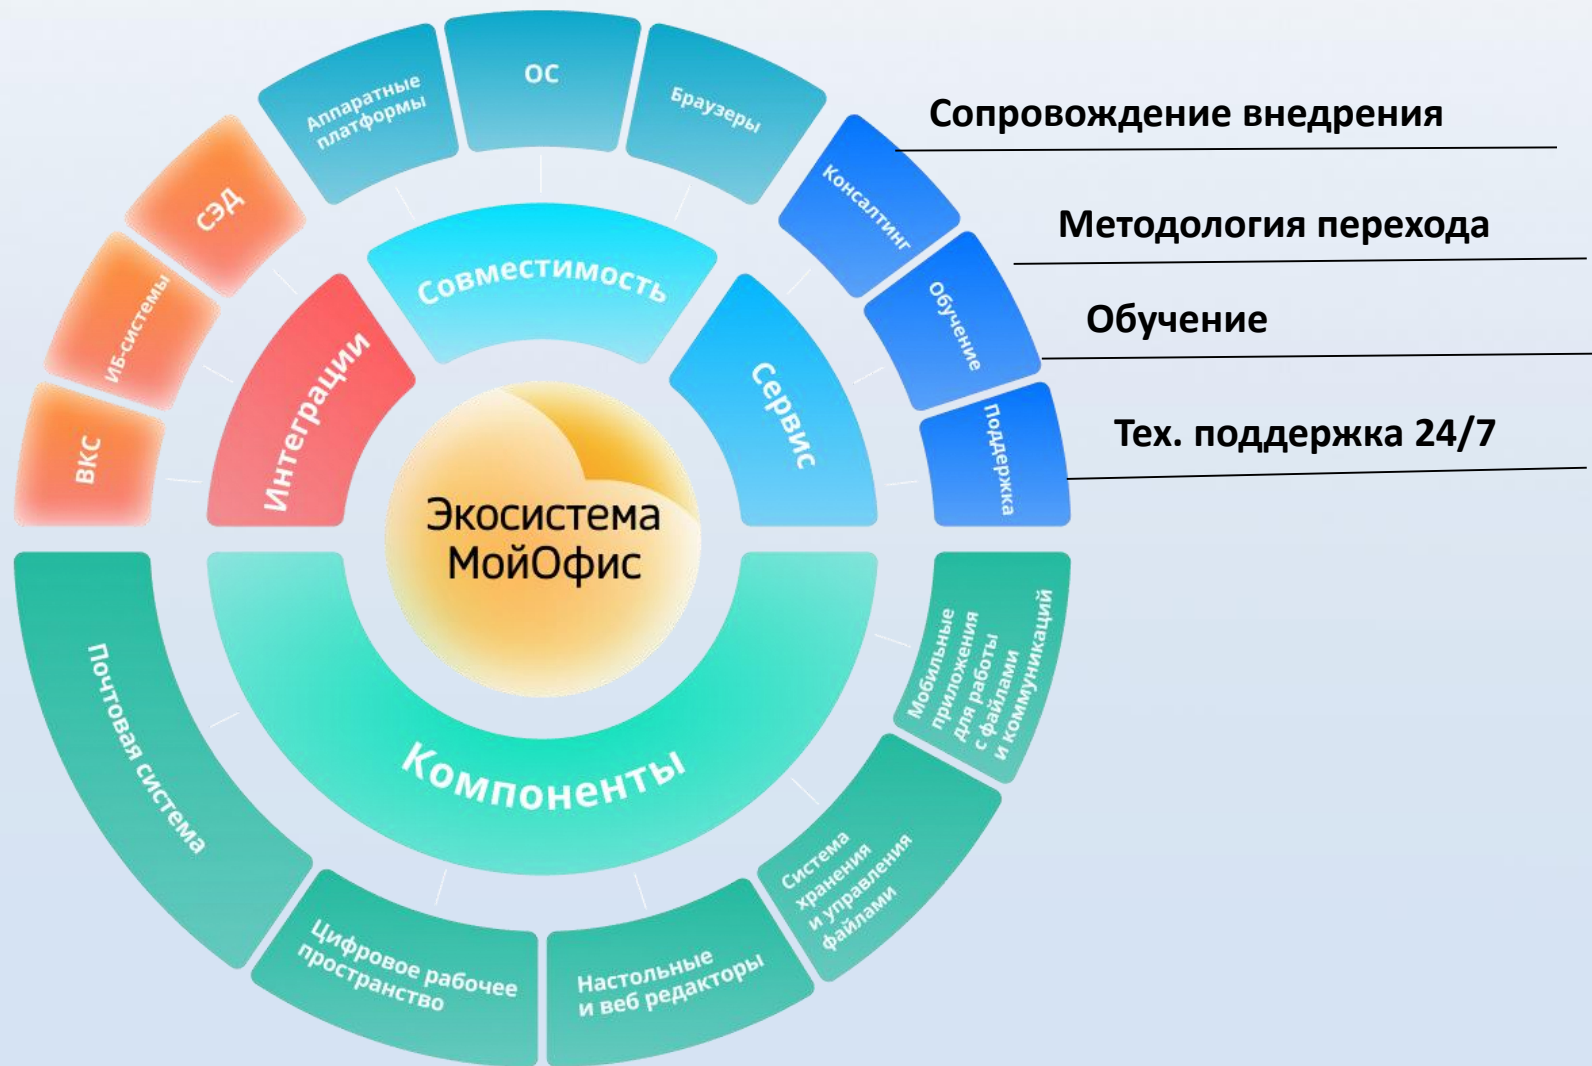 Аппаратные
платформы
ОС
Браузеры
Сопровождение внедрения
Консалтинг
Методология перехода
Обучение
Обучение
Поддержка
Тех. поддержка 24/7
СЭД
ИБ-системы
ВКС
Интеграции
Совместимость
Сервис
Экосистема
МойОфис
Компоненты
Почтовая система
Цифровое рабочее
пространство
Настольные
и веб редакторы
Система
хранения
и управления
файлами
Мобильные
приложения
для работы
с файлами
и коммуникаций